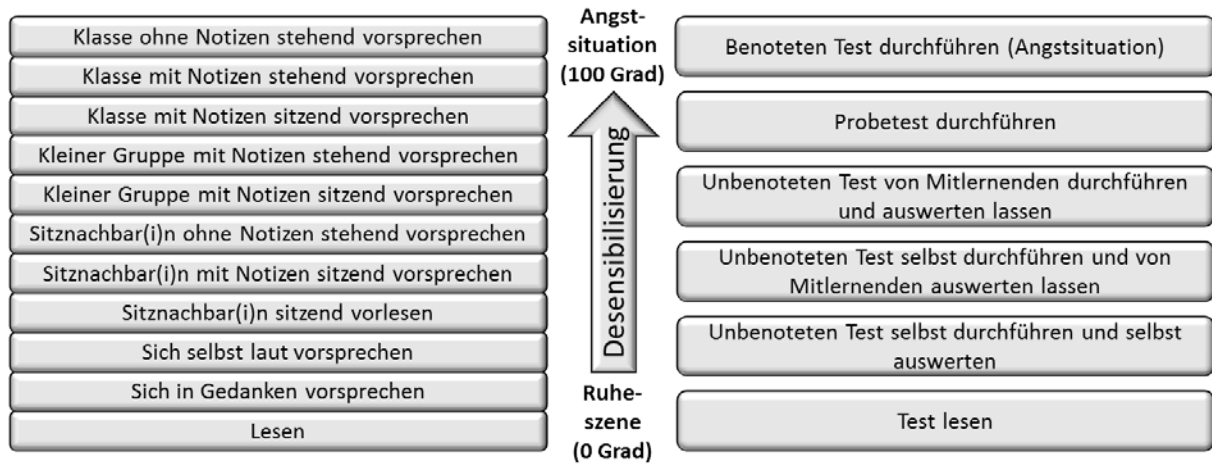 Klasse ohne Notizen stehend vorsprechen
Klasse mit Notizen stehend vorsprechen
Klasse mit Notizen sitzend vorsprechen
Kleiner Gruppe mit Notizen stehend vorsprechen
Kleiner Gruppe mit Notizen sitzend vorsprechen
Sitznachbar(i)n ohne Notizen stehend vorsprechen
Sitznachbar(i)n mit Notizen sitzend vorsprechen
Sitznachbar(i)n sitzend vorlesen
Sich selbst laut vorsprechen
Sich in Gedanken vorsprechen
Lesen
Angst-
situation
(100 Grad)
Desensibilisierung
Ruhe-
szene
(0 Grad)
Benoteten Test durchführen (Angstsituation)
Probetest durchführen
Unbenoteten Test von Mitlernenden durchführen
und auswerten lassen
Unbenoteten Test selbst durchführen und von
Mitlernenden auswerten lassen
Unbenoteten Test selbst durchführen und selbst
auswerten
Test lesen